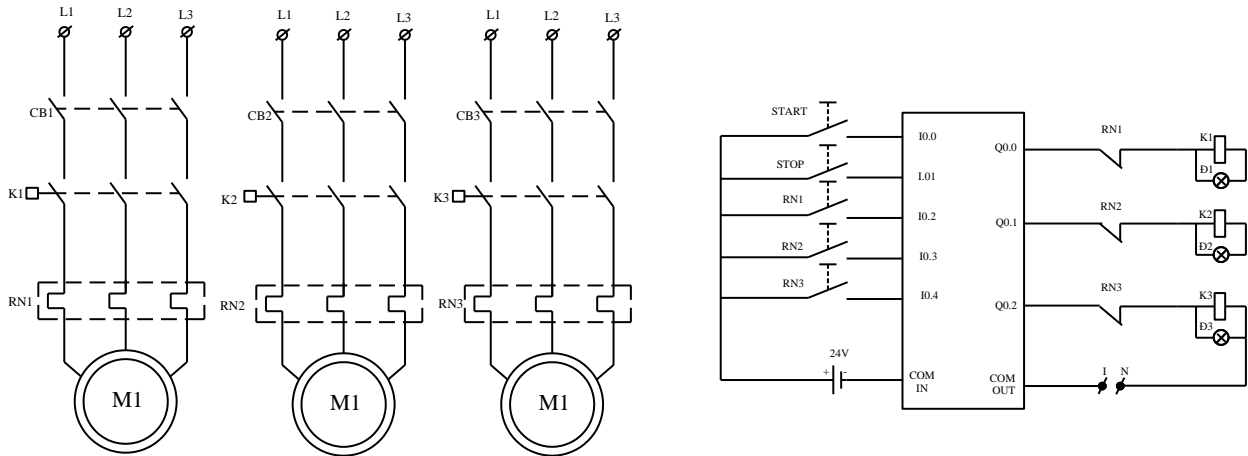 L1 L2 L3
L1 L2 L3
L1 L2 L3
CB1
CB2
CB3
K1
K2
K3
RN1
RN2
RN3
M1
M1
M1
START
I0.0
STOP
I.01
RN1
I0.2
RN2
I0.3
RN3
I0.4
24V
+ -
COM
IN
Q0.0
RN1
K1
Đ1
Q0.1
RN2
K2
Đ2
Q0.2
RN3
K3
Đ3
COM
OUT
I N